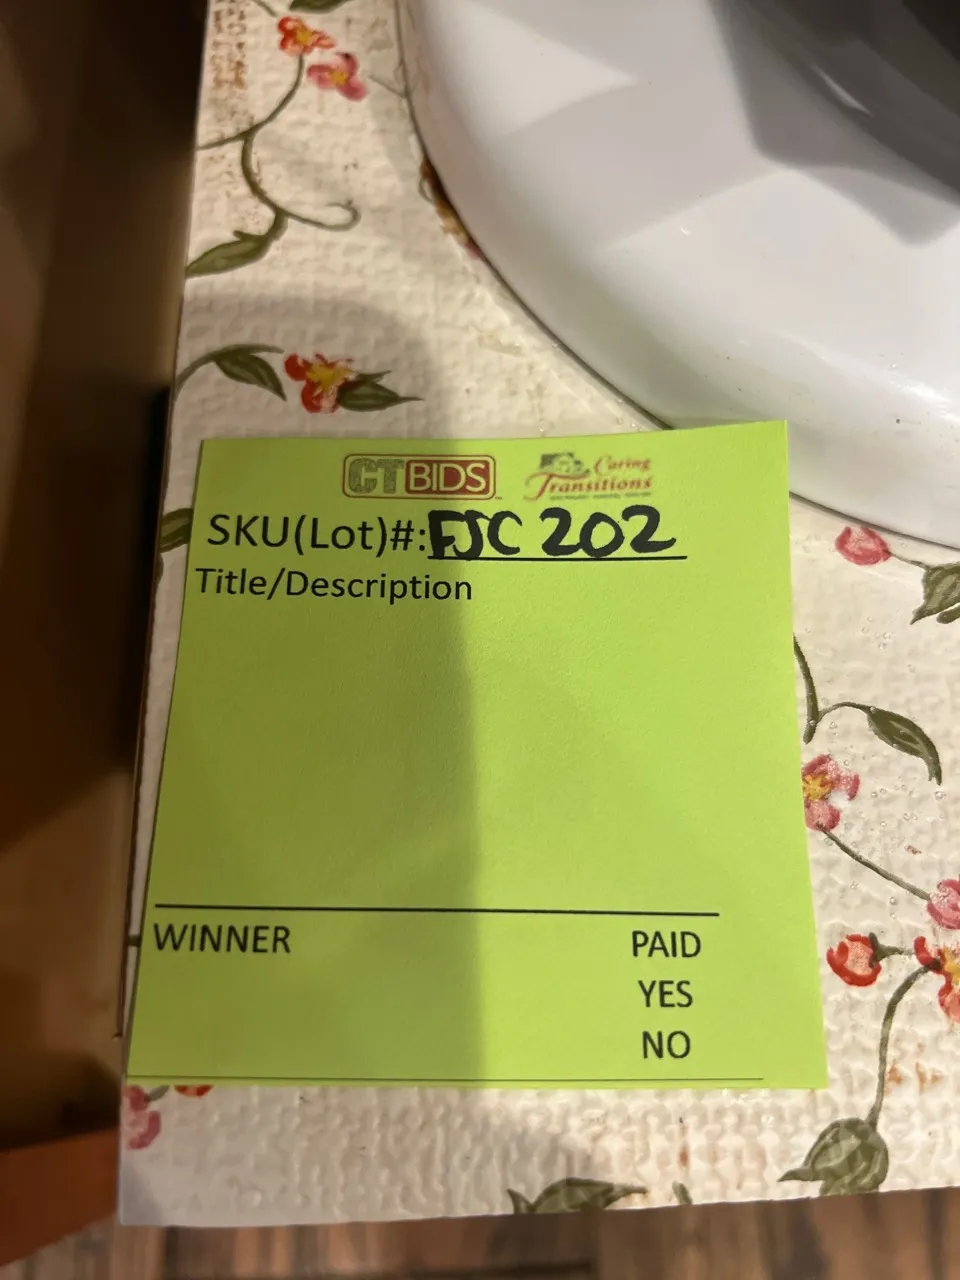 CTBIDS
Caring
Transitions
SKU(Lot)#:FJC 202
Title/Description
WINNER PAID
YES
NO